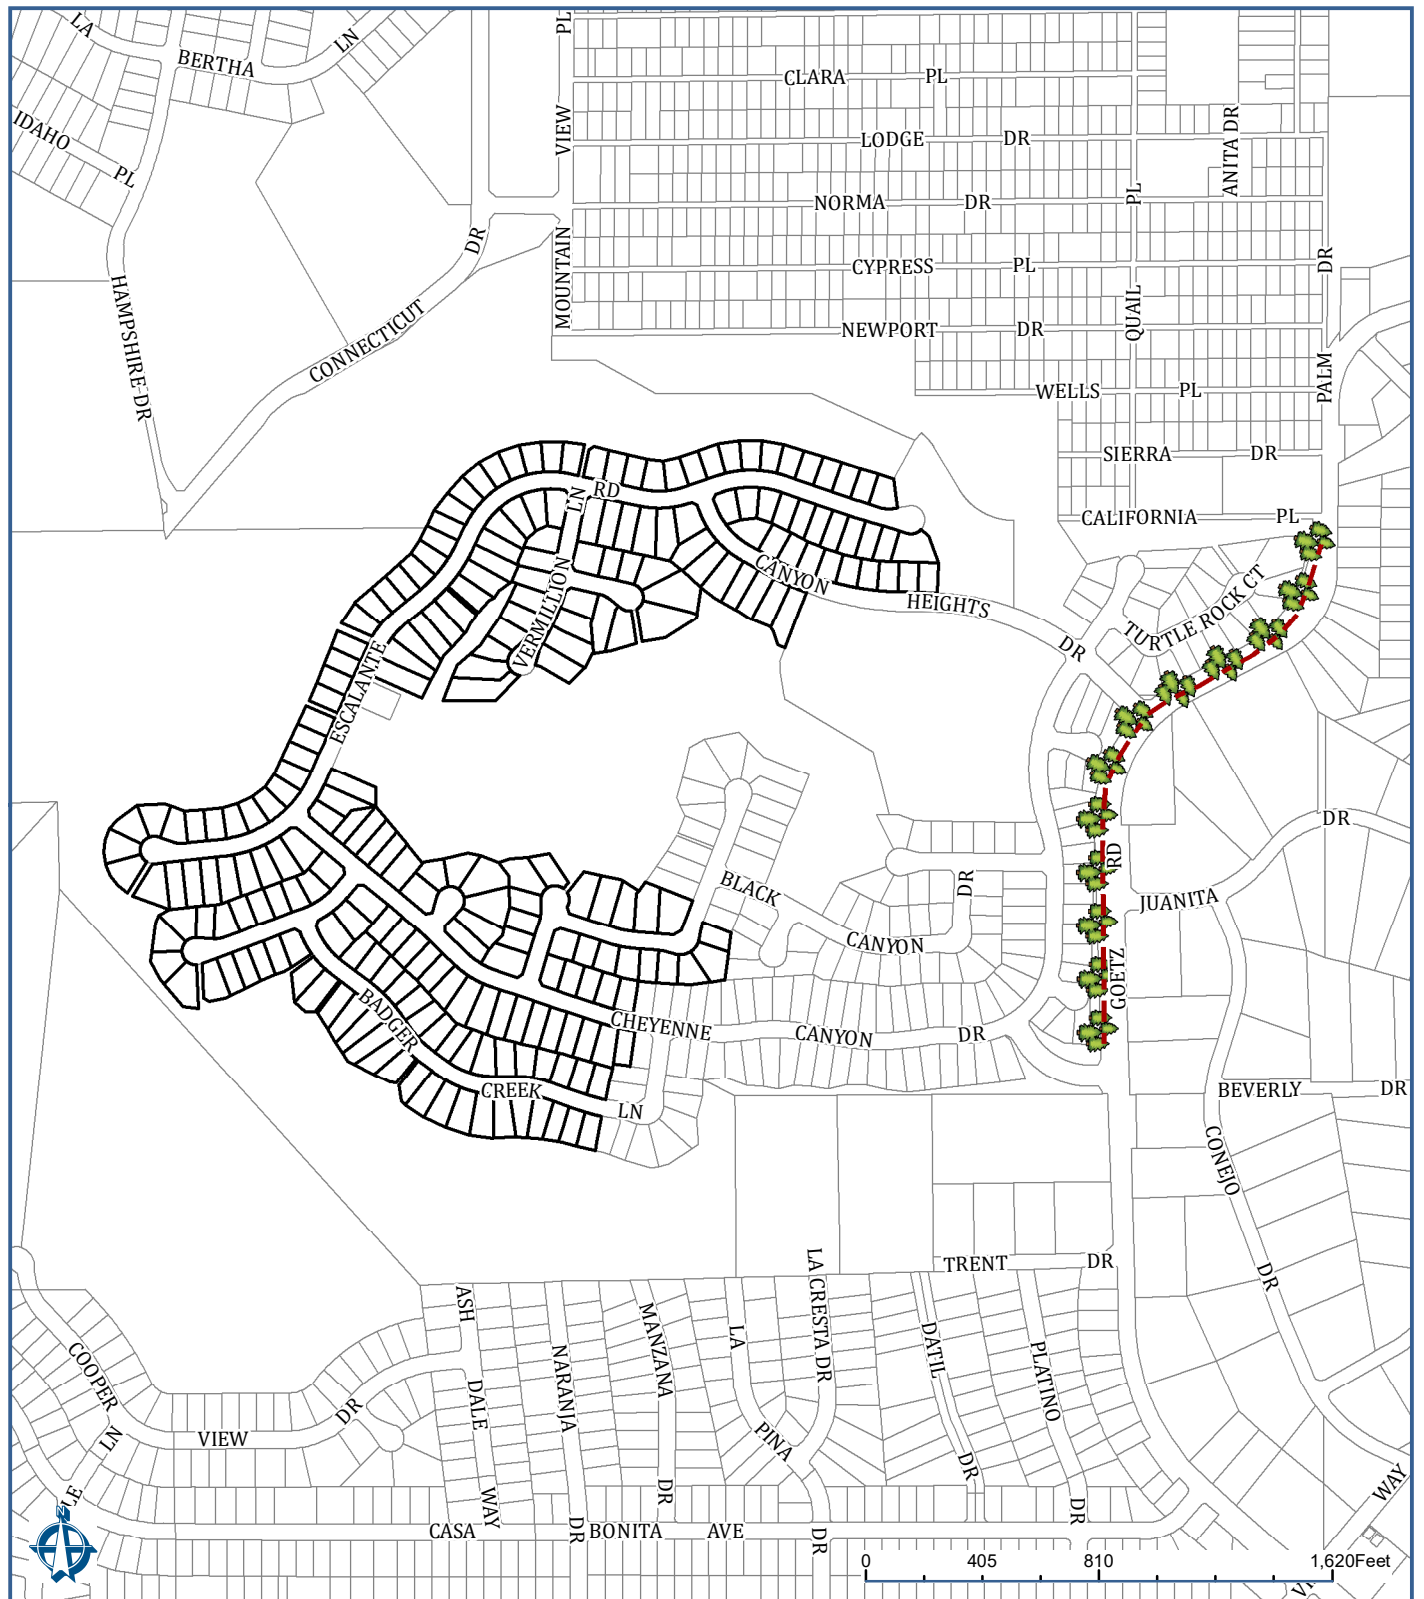 LA
BERTHA
LN
IDAHO
PL
HAMPSHIRE DR
CONNECTICUT
DR
PL
VIEW
MOUNTAIN
CLARA PL
LODGE DR
NORMA DR
CYPRESS PL
NEWPORT DR
WELLS PL
SIERRA DR
CALIFORNIA PL
PL
QUAIL
ANITA DR
DR
PALM
RD
LN
VERMILLION
ESCALANTE
CANYON
HEIGHTS
DR
TURTLE ROCK CT
BLACK
CANYON
DR
RD
GOETZ
JUANITA
DR
CHEYENNE
CANYON
DR
BADGER
CREEK
LN
BEVERLY
DR
CONEJO
DR
TRENT
DR
ASH
DALE
WAY
NARANJA
DR
MANZANA
DR
LA
PINA
DR
LA CRESTA DR
DATIL
DR
PLATINO
DR
COOPER
LN
LE
VIEW
DR
CASA
BONITA
AVE
WAY
N
0 405 810 1,620Feet